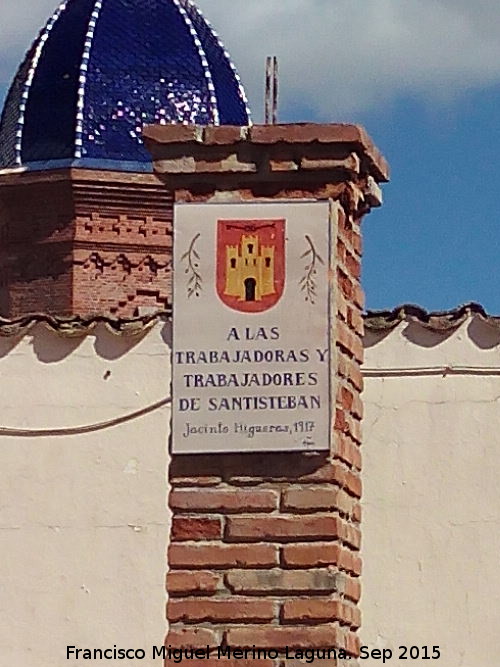 A LAS
TRABAJADORAS Y
TRABAJADORES
DE SANTISTEBAN
Jacinto Higueras, 1917
Francisco Miguel Merino Laguna, Sep 2015